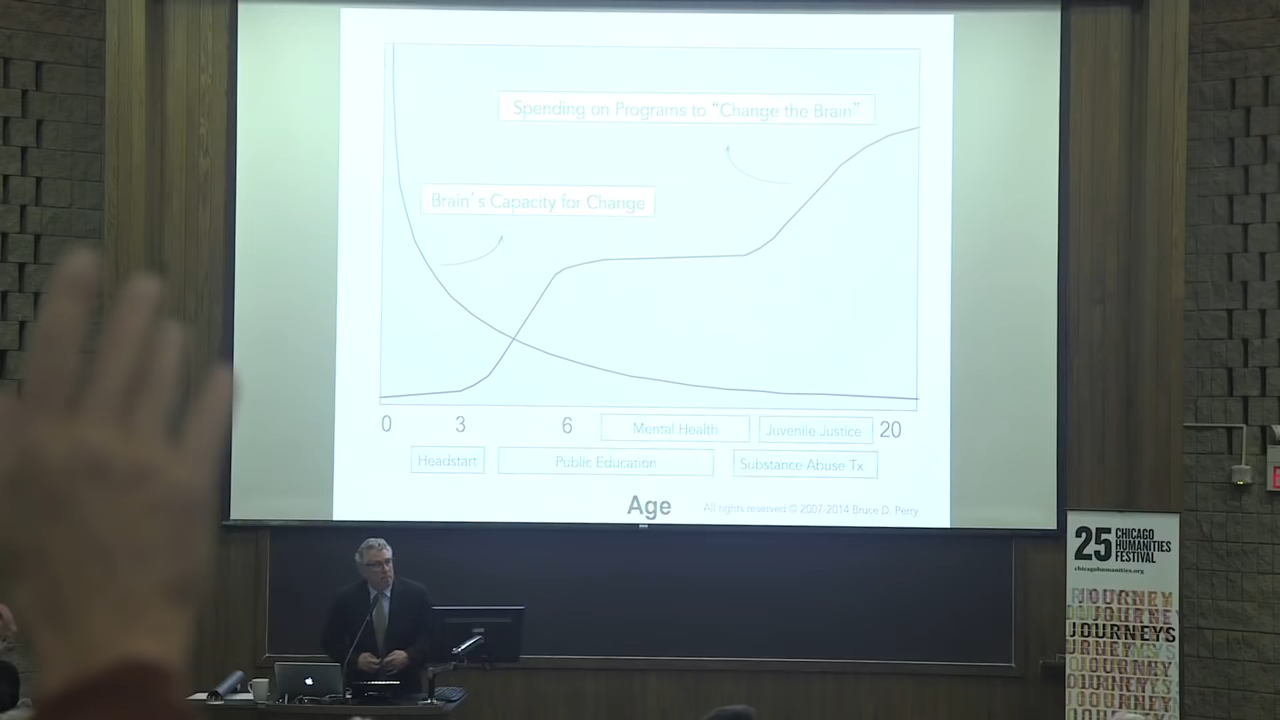 Spending on Programs to “Change the Brain”
Brain’s Capacity for Change
0 3 6 Mental Health Juvenile Justice 20
Headstart Public Education Substance Abuse Tx
Age
All rights reserved © 2007-2014 Bruce D. Perry
25 CHICAGO
HUMANITIES
FESTIVAL
chicagohumanities.org
JOURNEY
JOURNEYS